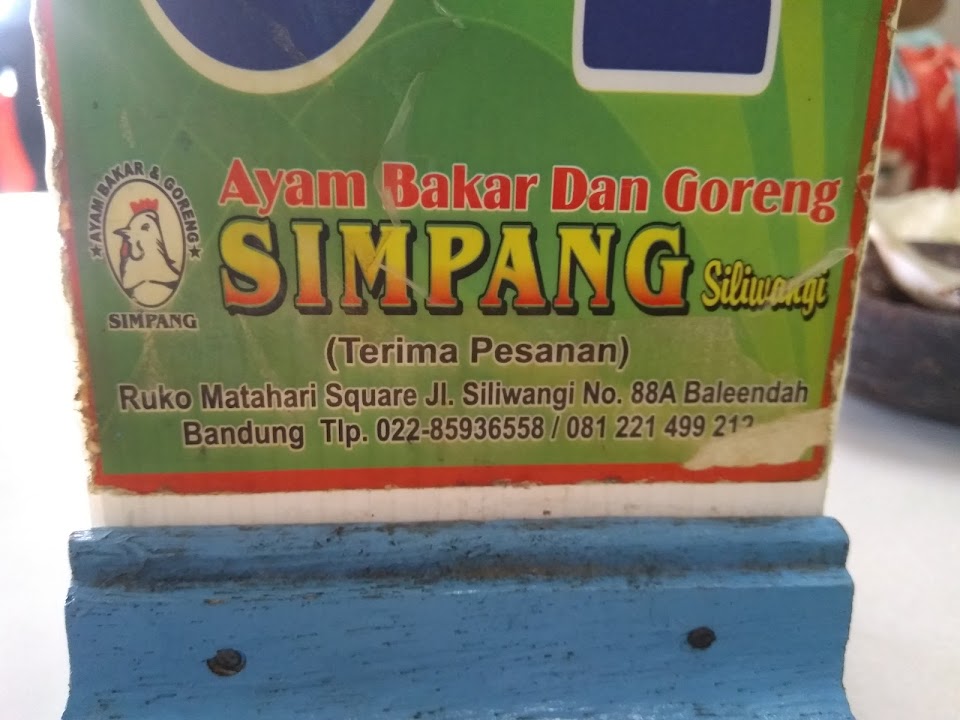 AYAM BAKAR & GORENG
SIMPANG
Ayam Bakar Dan Goreng
SIMPANG Siliwangi
(Terima Pesanan)
Ruko Matahari Square Jl. Siliwangi No. 88A Baleendah
Bandung Tlp. 022-85936558 / 081 221 499